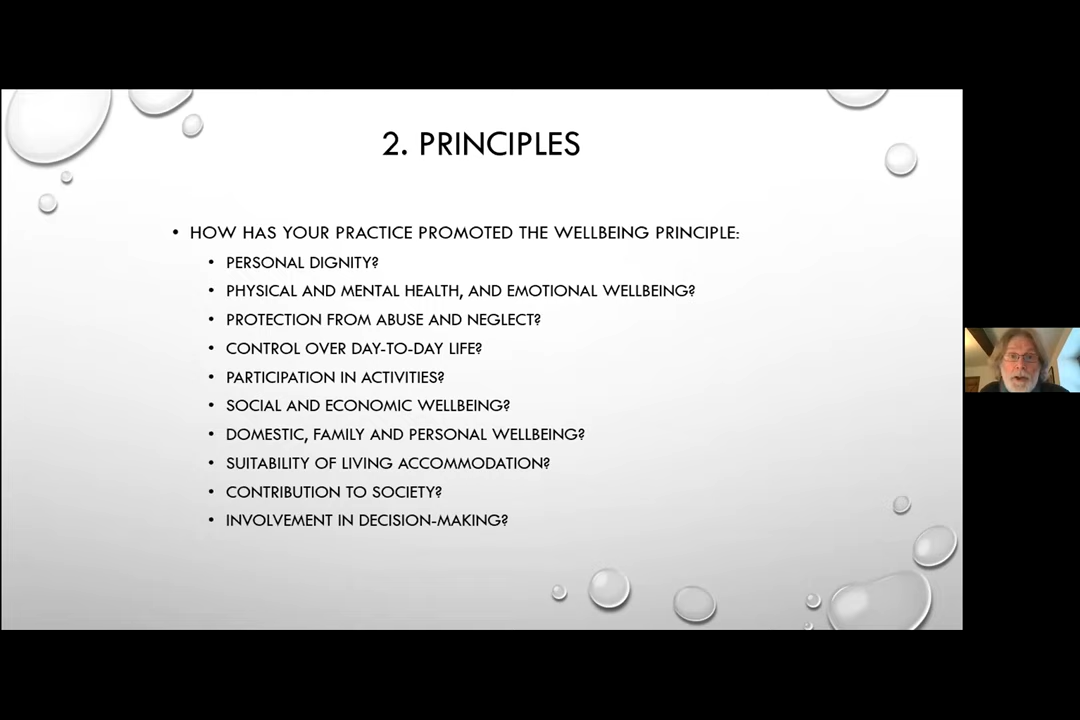 2. PRINCIPLES
• HOW HAS YOUR PRACTICE PROMOTED THE WELLBEING PRINCIPLE:
• PERSONAL DIGNITY?
• PHYSICAL AND MENTAL HEALTH, AND EMOTIONAL WELLBEING?
• PROTECTION FROM ABUSE AND NEGLECT?
• CONTROL OVER DAY-TO-DAY LIFE?
• PARTICIPATION IN ACTIVITIES?
• SOCIAL AND ECONOMIC WELLBEING?
• DOMESTIC, FAMILY AND PERSONAL WELLBEING?
• SUITABILITY OF LIVING ACCOMMODATION?
• CONTRIBUTION TO SOCIETY?
• INVOLVEMENT IN DECISION-MAKING?